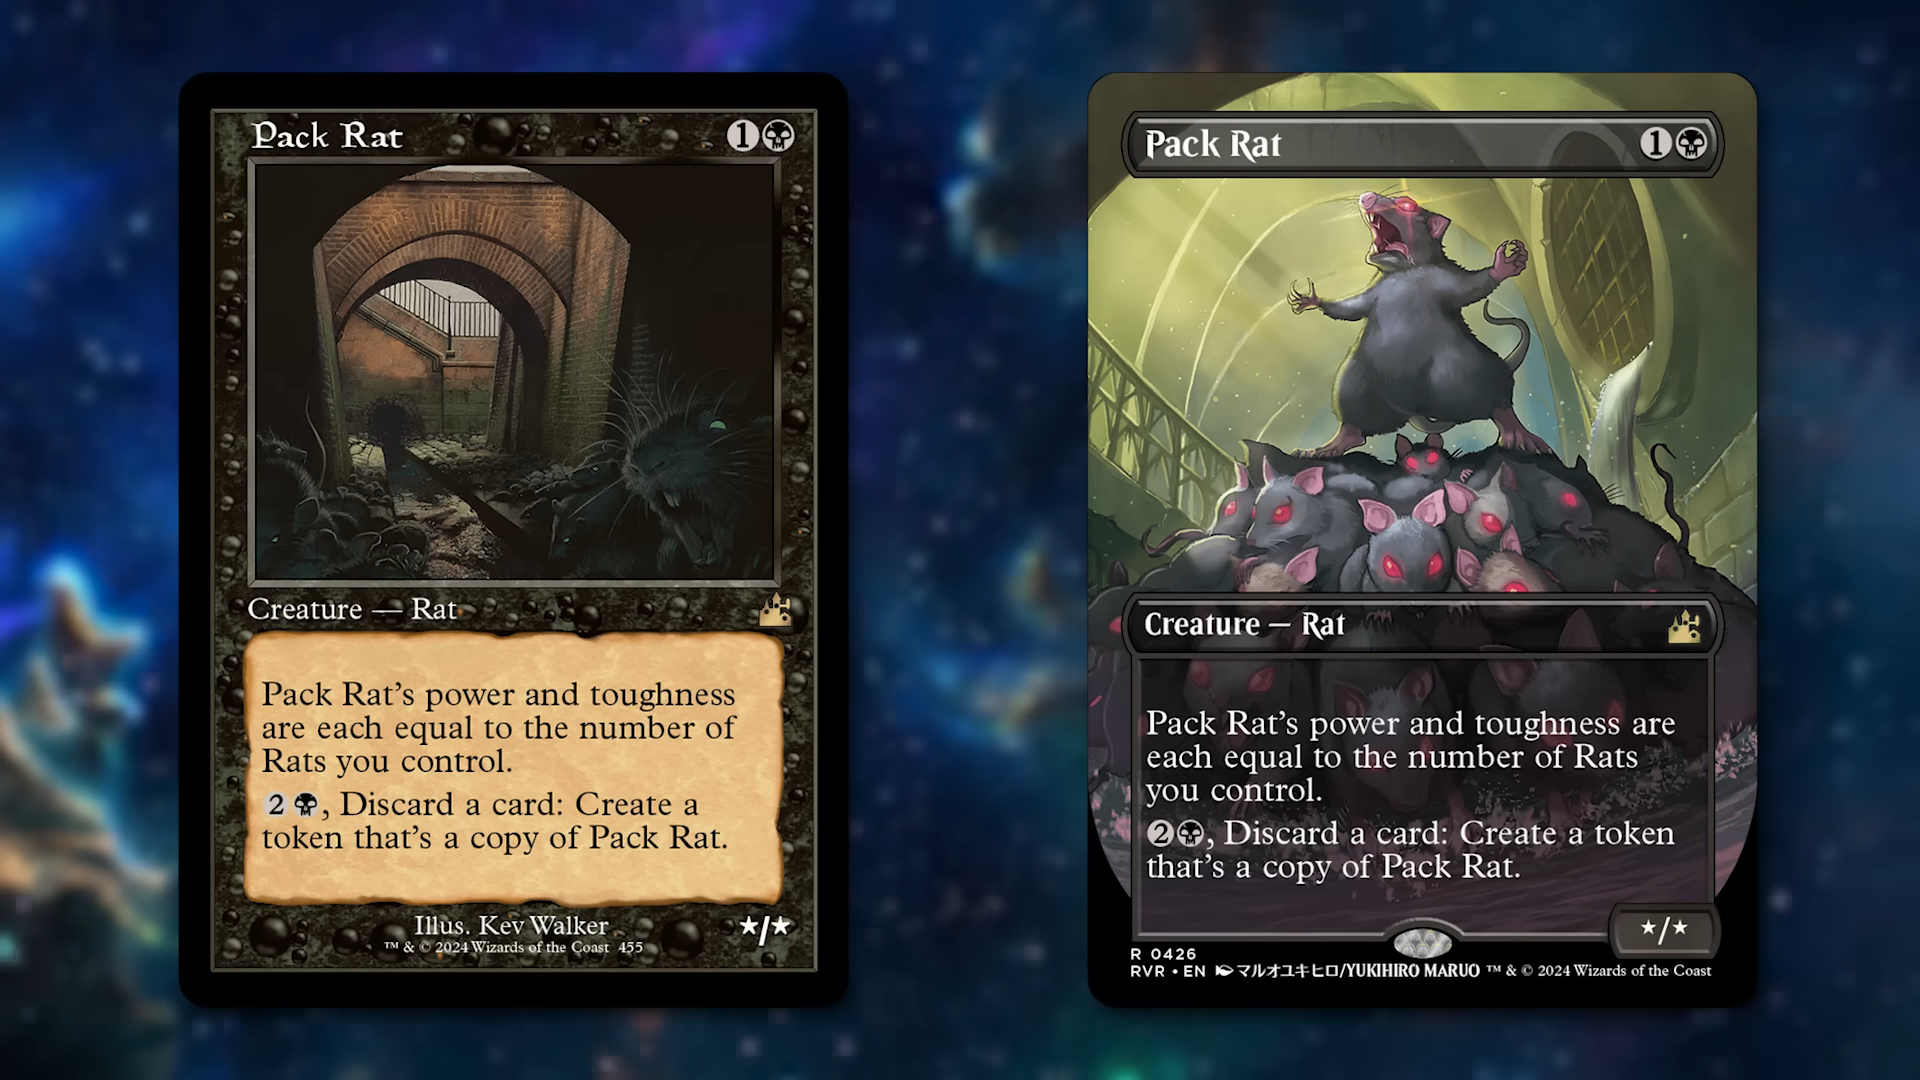 Pack Rat 1
Creature — Rat
Pack Rat's power and toughness
are each equal to the number of
Rats you control.
2, Discard a card: Create a
token that's a copy of Pack Rat.
Illus. Kev Walker
★/★
™ & © 2024 Wizards of the Coast 455
Pack Rat 1
Creature — Rat
Pack Rat's power and toughness are
each equal to the number of Rats
you control.
2, Discard a card: Create a token
that's a copy of Pack Rat.
★/★
R 0426
RVR • EN マルオユキヒロ/YUKIHIRO MARUO ™ & © 2024 Wizards of the Coast